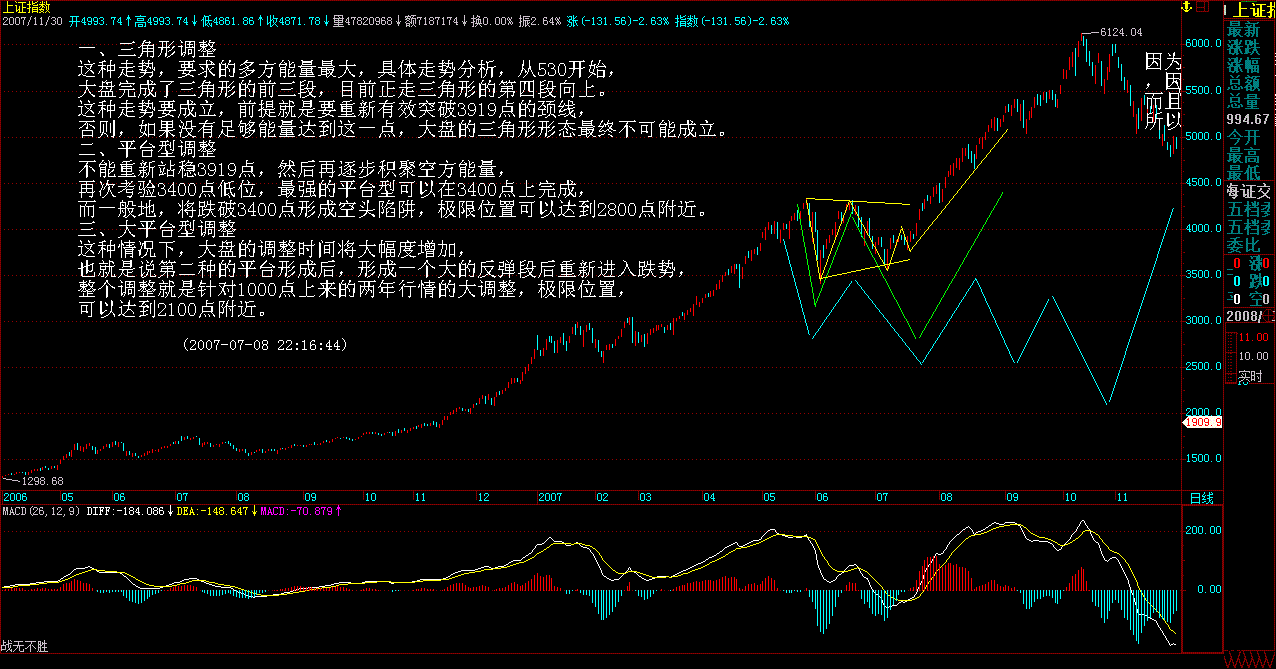 上证指数
2007/11/30 开4993.74↑高4993.74↓低4861.86↑收4871.78↓量47820968↓额7187174↓换0.00% 振2.64% 涨(-131.56)-2.63% 指数(-131.56)-2.63%
一、三角形调整
这种走势，要求的多方能量最大，具体走势分析，从530开始，
大盘完成了三角形的前三段，目前正走三角形的第四段向上。
这种走势要成立，前提就是要重新有效突破3919点的颈线，
否则，如果没有足够能量达到这一点，大盘的三角形形态最终不可能成立。
二、平台型调整
不能重新站稳3919点，然后再逐步积聚空方能量，
再次考验3400点低位，最强的平台型可以在3400点上完成，
而一般地，将跌破3400点形成空头陷阱，极限位置可以达到2800点附近。
三、大平台型调整
这种情况下，大盘的调整时间将大幅度增加，
也就是说第二种的平台形成后，形成一个大的反弹段后重新进入跌势，
整个调整就是针对1000点上来的两年行情的大调整，极限位置，
可以达到2100点附近。
(2007-07-08 22:16:44)
6124.04
因为
因
，且
而
所以
1298.68
6000.0
5500.0
5000.0
4500.0
4000.0
3500.0
3000.0
2500.0
2000.0
1909.9
1500.0
2006 05 06 07 08 09 10 11 12 2007 02 03 04 05 06 07 08 09 10 11 日线
MACD(26,12,9) DIFF:-184.086↓DEA:-148.647↓MACD:-70.879↑
200.00
0.00
战无不胜
上证指
最新
涨跌
涨幅
总额
总量
994.67
今开
最高
最低
海证交
五档
五档
委比
0 涨0
0 跌0
0 空0
2008/
11.00
10.00
实时